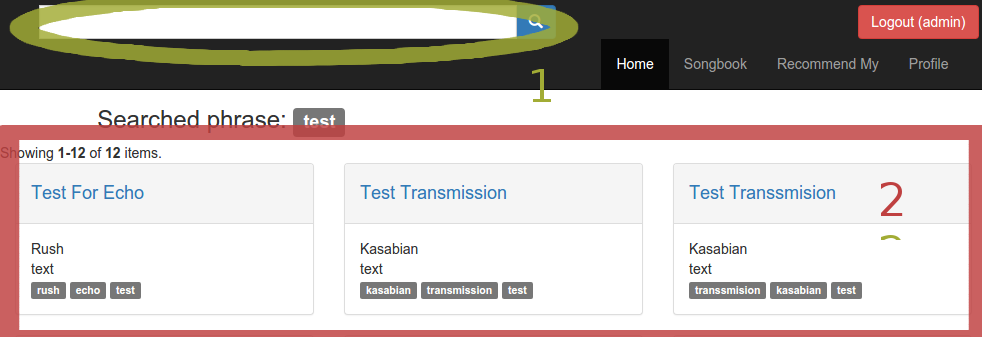 Logout (admin)
Home Songbook Recommend My Profile
1
Searched phrase: test
Showing 1-12 of 12 items.
Test For Echo Test Transmission Test Transsmision
2
Rush Kasabian Kasabian
text text text
rush echo test kasabian transmission test transsmision kasabian test